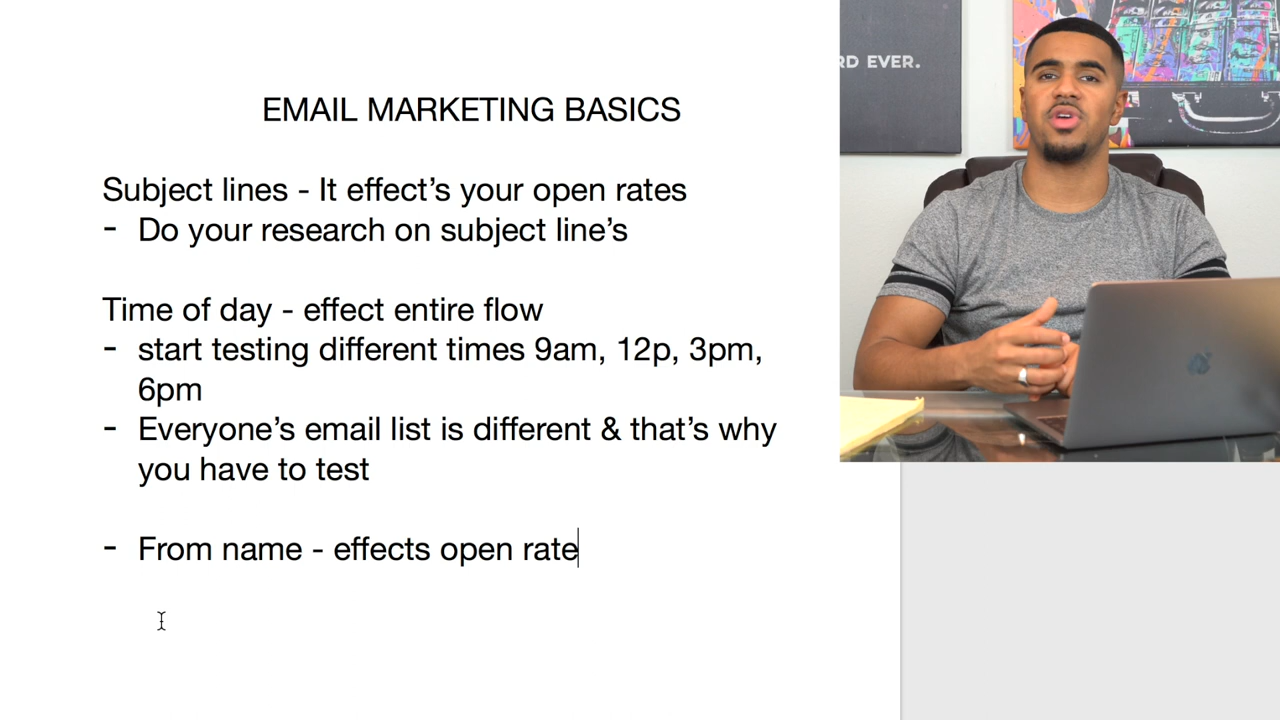 EMAIL MARKETING BASICS
Subject lines - It effect’s your open rates
- Do your research on subject line’s
Time of day - effect entire flow
- start testing different times 9am, 12p, 3pm,
6pm
- Everyone’s email list is different & that’s why
you have to test
- From name - effects open rate
RD EVER.